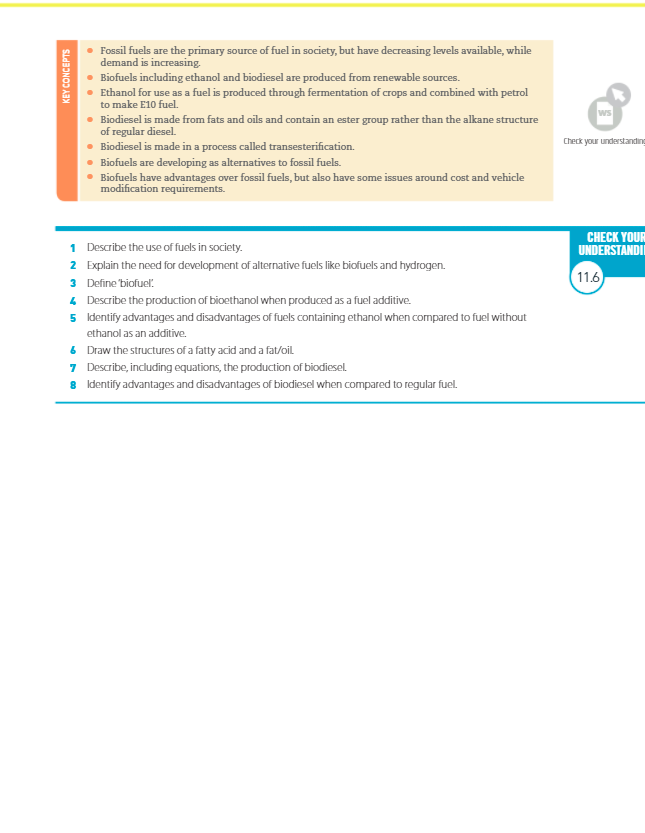 KEY CONCEPTS
Fossil fuels are the primary source of fuel in society, but have decreasing levels available, while
demand is increasing.
Biofuels including ethanol and biodiesel are produced from renewable sources.
Ethanol for use as a fuel is produced through fermentation of crops and combined with petrol
to make E10 fuel.
Biodiesel is made from fats and oils and contain an ester group rather than the alkane structure
of regular diesel.
Biodiesel is made in a process called transesterification.
Biofuels are developing as alternatives to fossil fuels.
Biofuels have advantages over fossil fuels, but also have some issues around cost and vehicle
modification requirements.
WS
Check your understanding
CHECK YOUR
UNDERSTANDI
11.6
1 Describe the use of fuels in society.
2 Explain the need for development of alternative fuels like biofuels and hydrogen.
3 Define 'biofuel'.
4 Describe the production of bioethanol when produced as a fuel additive.
5 Identify advantages and disadvantages of fuels containing ethanol when compared to fuel without
ethanol as an additive.
6 Draw the structures of a fatty acid and a fat/oil.
7 Describe, including equations, the production of biodiesel.
8 Identify advantages and disadvantages of biodiesel when compared to regular fuel.